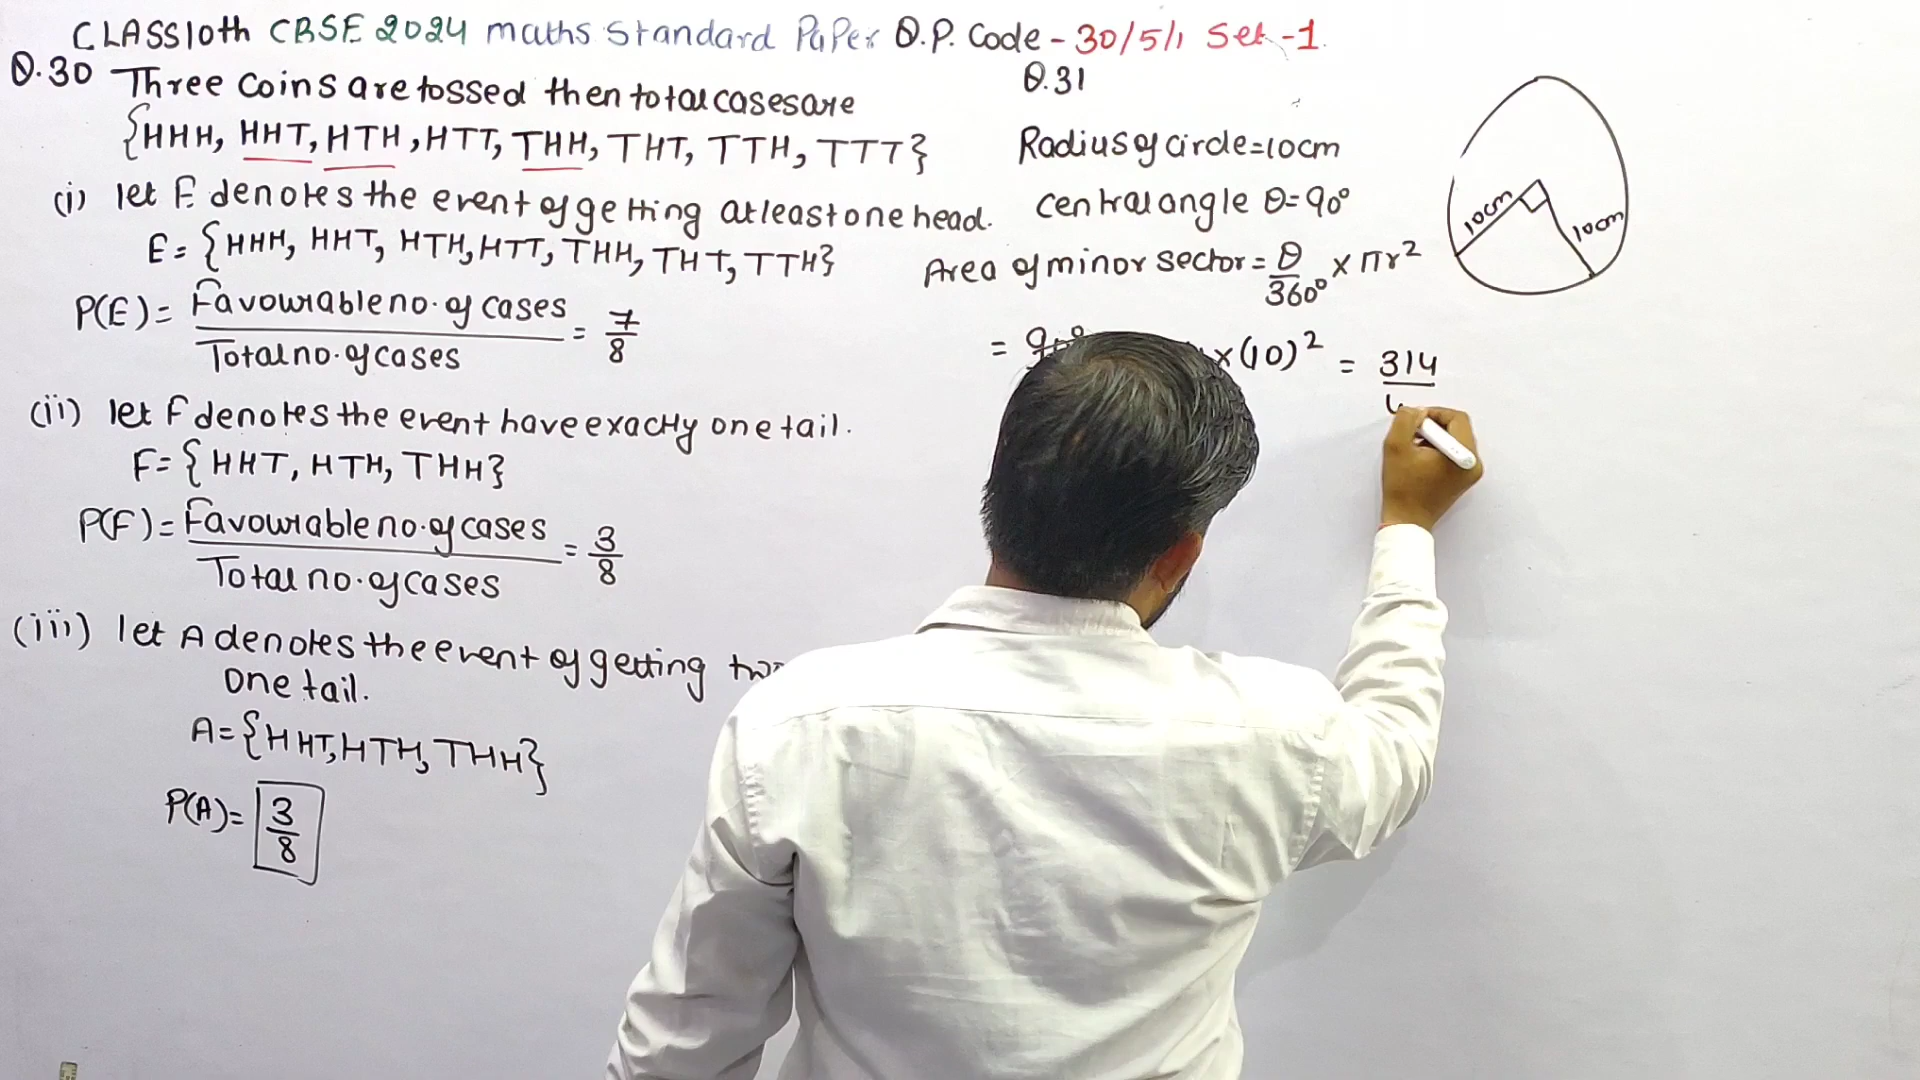 CLASS10th CBSE 2024 maths Standard PaPer Q.P. Code - 30/5/1 Set -1
Q.30 Three coins are tossed then total cases are
{HHH, HHT, HTH, HTT, THH, THT, TTH, TTT}
(i) let E denotes the event of getting atleast one head.
E = {HHH, HHT, HTH, HTT, THH, THT, TTH}
P(E) = Favourable no. of cases / Total no. of cases = 7/8
(ii) let F denotes the event have exactly one tail.
F = {HHT, HTH, THH}
P(F) = Favourable no. of cases / Total no. of cases = 3/8
(iii) let A denotes the event of getting
one tail.
A = {HHT, HTH, THH}
P(A) = 3/8
Q.31
Radius of circle = 10cm
central angle θ = 90°
Area of minor sector = θ/360° × πr²
= 90° ×(10)² = 314
10cm
10cm